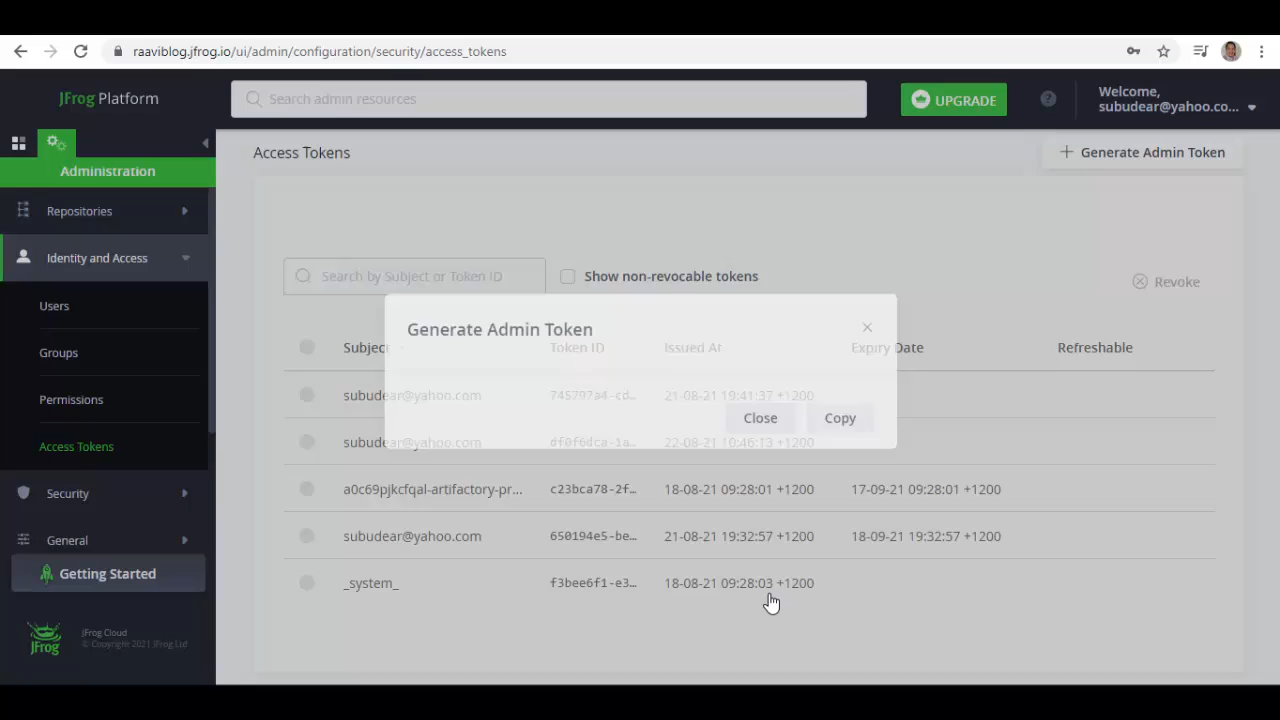 raaviblog.jfrog.io/ui/admin/configuration/security/access_tokens
JFrog Platform
Search admin resources
UPGRADE
?
Welcome,
subudear@yahoo.co...
Administration
Access Tokens
Generate Admin Token
Repositories
Identity and Access
Users
Groups
Permissions
Access Tokens
Security
General
Getting Started
JFrog
JFrog Cloud
© Copyright 2021 JFrog Ltd
Search by Subject or Token ID
Show non-revocable tokens
Revoke
Generate Admin Token
Subject Token ID Issued At Expiry Date Refreshable
subudear@yahoo.com 745797a4-cd... 21-08-21 19:41:37 +1200
Close Copy
subudear@yahoo.com df0f6dca-1a... 22-08-21 10:46:13 +1200
a0c69pjkcfqal-artifactory-pr... c23bca78-2f... 18-08-21 09:28:01 +1200 17-09-21 09:28:01 +1200
subudear@yahoo.com 650194e5-be... 21-08-21 19:32:57 +1200 18-09-21 19:32:57 +1200
_system_ f3bee6f1-e3... 18-08-21 09:28:03 +1200